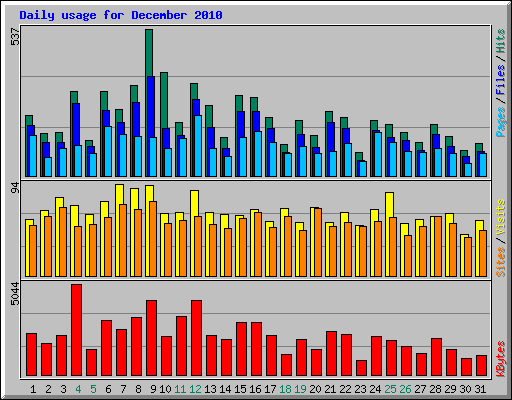 Daily usage for December 2010
537
Pages / Files / Hits
94
Sites / Visits
5044
KBytes
1 2 3 4 5 6 7 8 9 10 11 12 13 14 15 16 17 18 19 20 21 22 23 24 25 26 27 28 29 30 31